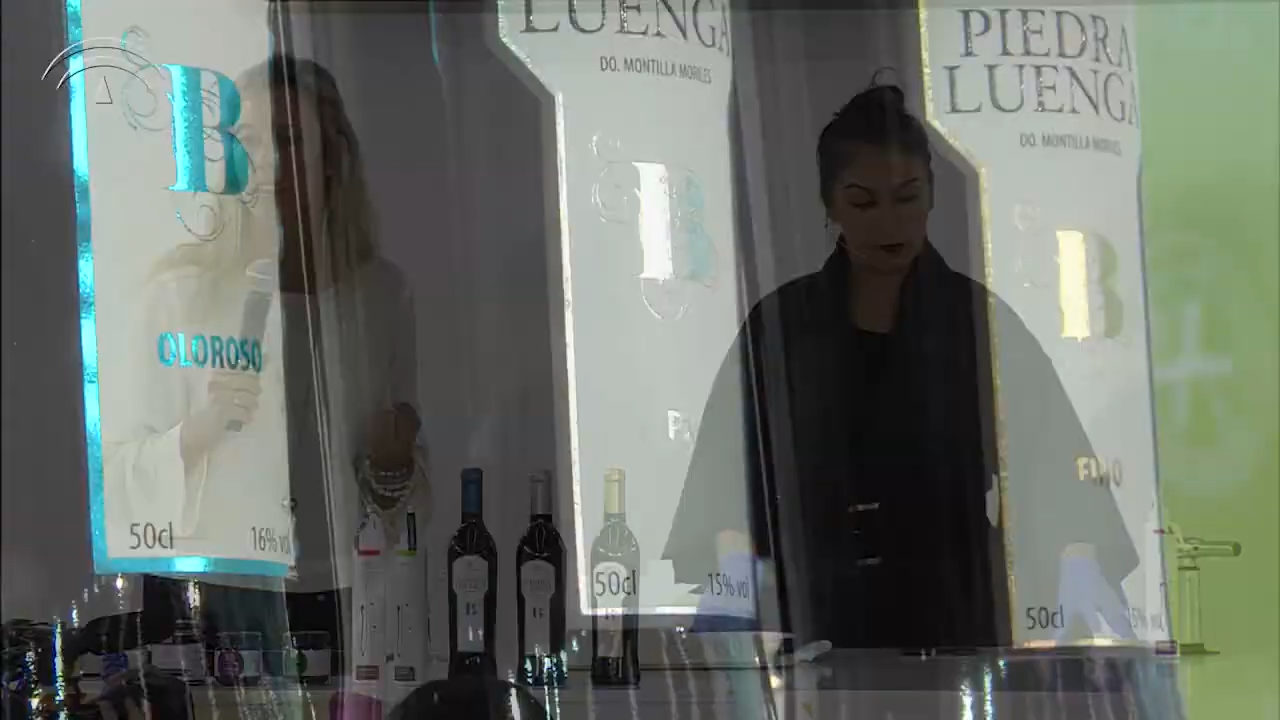 B
OLOROSO
50cl
16% vol
LUENGA
DO. MONTILLA MORILES
B
50cl
15% vol
PIEDRA
LUENGA
DO. MONTILLA MORILES
B
FINO
50cl
15% vol